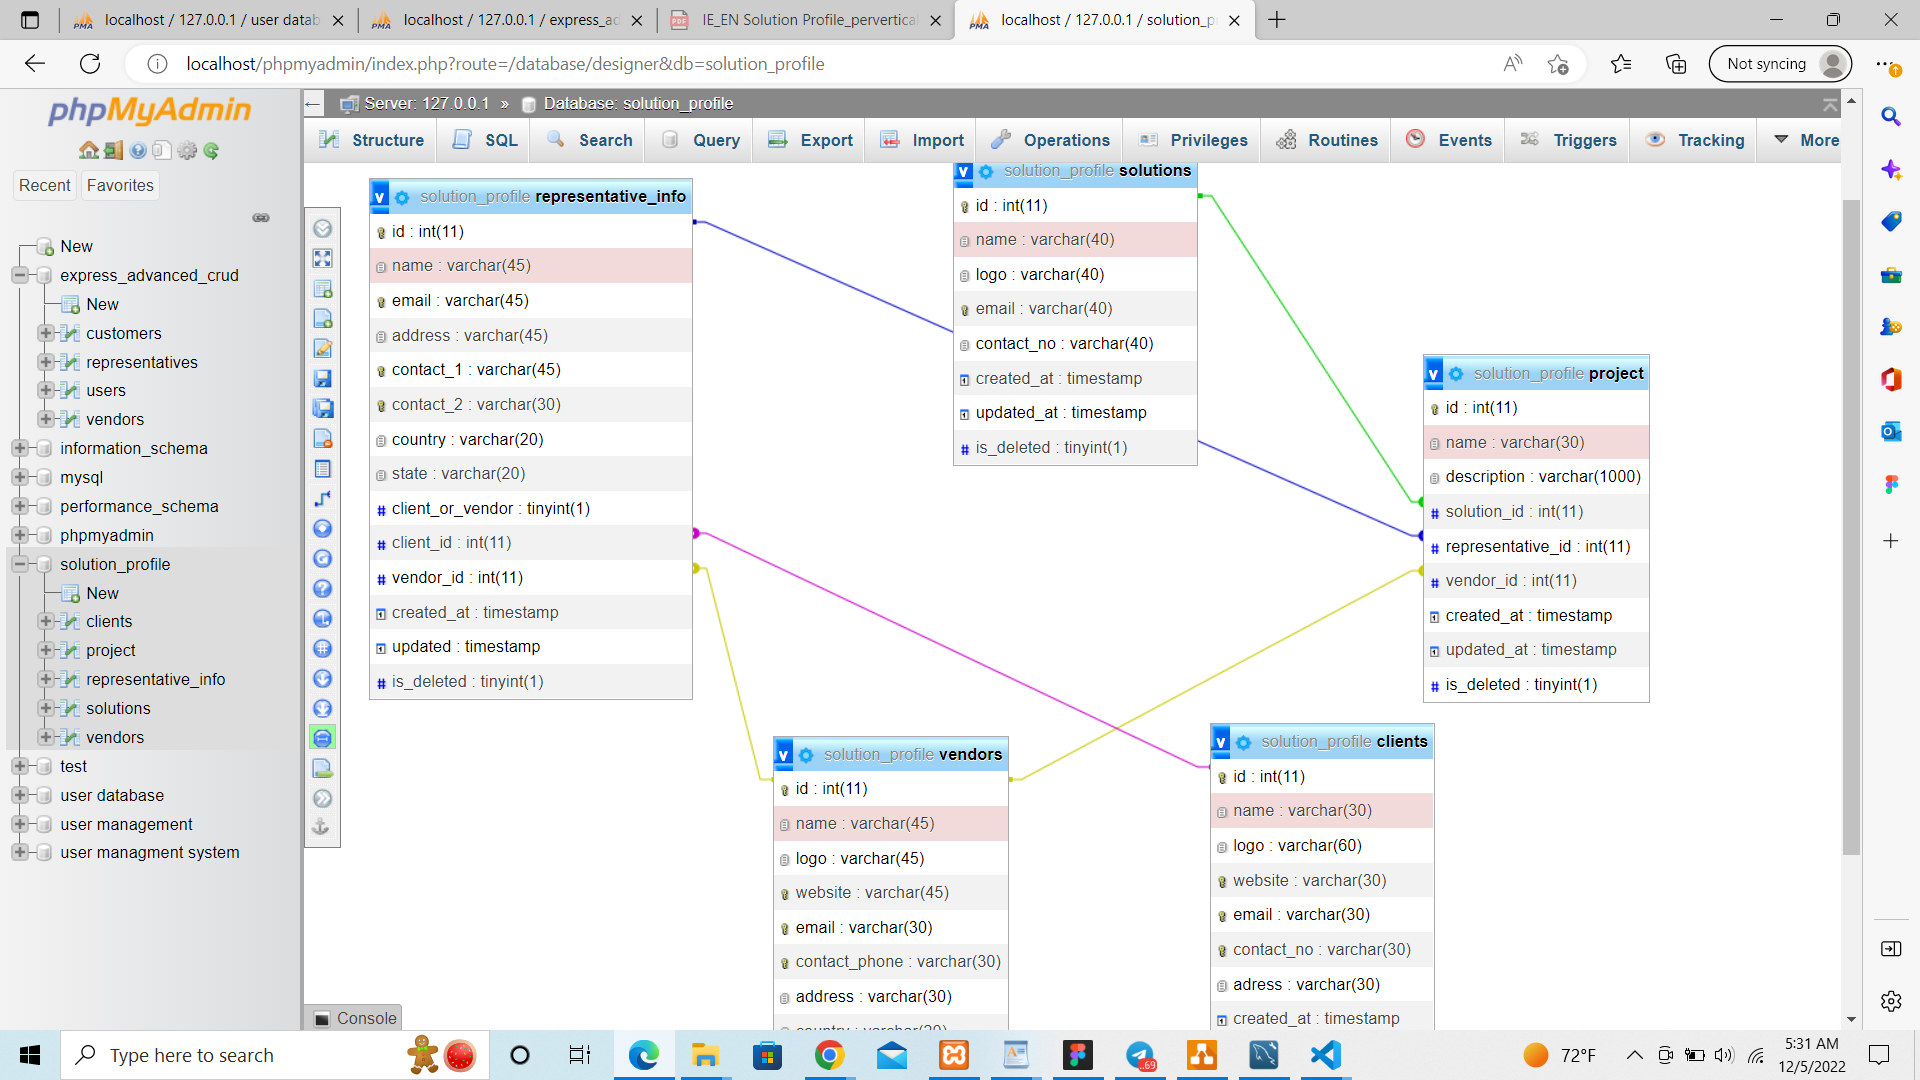 localhost / 127.0.0.1 / user datab
localhost / 127.0.0.1 / express_ad
IE_EN Solution Profile_pervertical
localhost / 127.0.0.1 / solution_p
localhost/phpmyadmin/index.php?route=/database/designer&db=solution_profile
Not syncing
phpMyAdmin
Recent
Favorites
New
express_advanced_crud
New
customers
representatives
users
vendors
information_schema
mysql
performance_schema
phpmyadmin
solution_profile
New
clients
project
representative_info
solutions
vendors
test
user database
user management
user managment system
Server: 127.0.0.1 » Database: solution_profile
Structure
SQL
Search
Query
Export
Import
Operations
Privileges
Routines
Events
Triggers
Tracking
More
v solution_profile representative_info
id : int(11)
name : varchar(45)
email : varchar(45)
address : varchar(45)
contact_1 : varchar(45)
contact_2 : varchar(30)
country : varchar(20)
state : varchar(20)
# client_or_vendor : tinyint(1)
# client_id : int(11)
# vendor_id : int(11)
created_at : timestamp
updated : timestamp
# is_deleted : tinyint(1)
v solution_profile solutions
id : int(11)
name : varchar(40)
logo : varchar(40)
email : varchar(40)
contact_no : varchar(40)
created_at : timestamp
updated_at : timestamp
# is_deleted : tinyint(1)
v solution_profile project
id : int(11)
name : varchar(30)
description : varchar(1000)
# solution_id : int(11)
# representative_id : int(11)
# vendor_id : int(11)
created_at : timestamp
updated_at : timestamp
# is_deleted : tinyint(1)
v solution_profile vendors
id : int(11)
name : varchar(45)
logo : varchar(45)
website : varchar(45)
email : varchar(30)
contact_phone : varchar(30)
address : varchar(30)
country : varchar(20)
v solution_profile clients
id : int(11)
name : varchar(30)
logo : varchar(60)
website : varchar(30)
email : varchar(30)
contact_no : varchar(30)
adress : varchar(30)
created_at : timestamp
Console
Type here to search
69
72°F
5:31 AM
12/5/2022